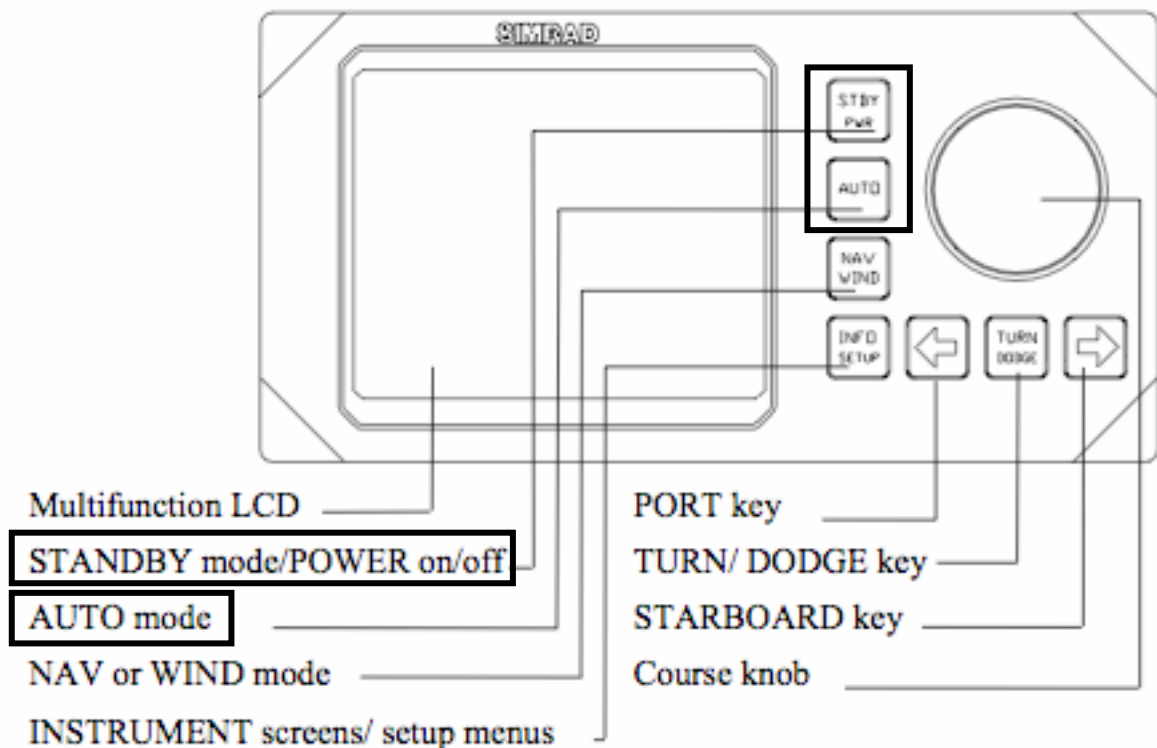 SIMRAD
STBY
PWR
AUTO
NAV
WIND
INFO
SETUP
TURN
DODGE
Multifunction LCD
STANDBY mode/POWER on/off
AUTO mode
NAV or WIND mode
INSTRUMENT screens/ setup menus
PORT key
TURN/ DODGE key
STARBOARD key
Course knob